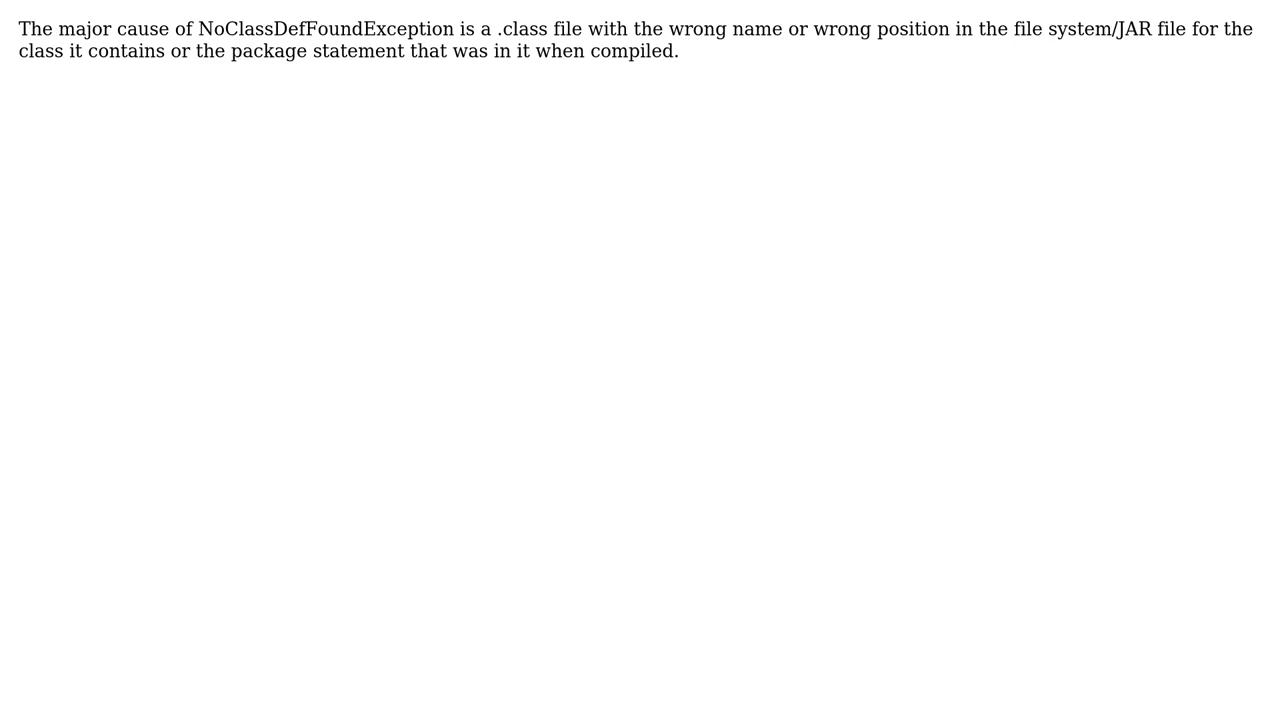 The major cause of NoClassDefFoundException is a .class file with the wrong name or wrong position in the file system/JAR file for the
class it contains or the package statement that was in it when compiled.